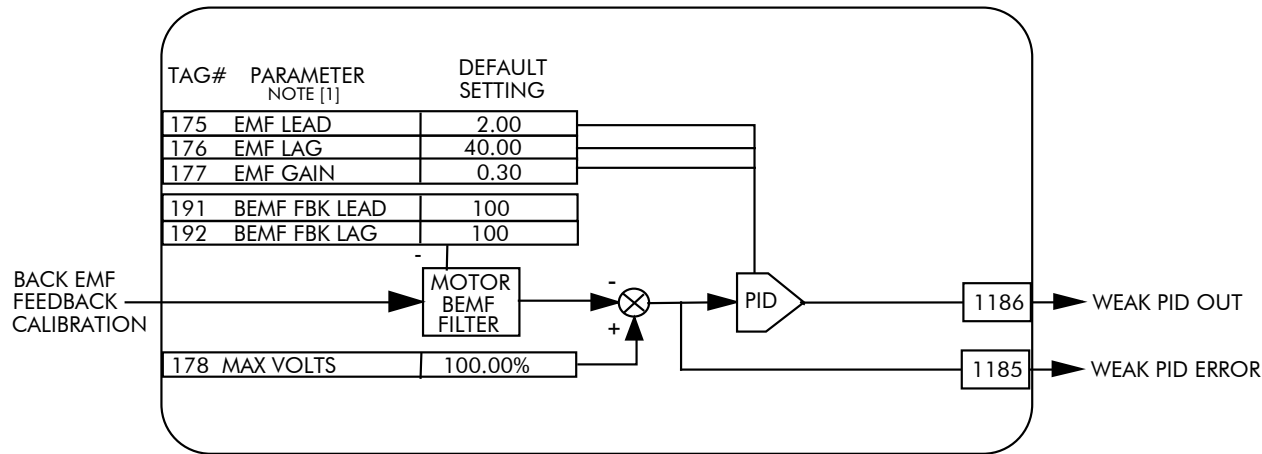 TAG# PARAMETER DEFAULT
NOTE [1] SETTING
175 EMF LEAD 2.00
176 EMF LAG 40.00
177 EMF GAIN 0.30
191 BEMF FBK LEAD 100
192 BEMF FBK LAG 100
-
BACK EMF
FEEDBACK
CALIBRATION
MOTOR
BEMF
FILTER
-
+
PID
1186 WEAK PID OUT
178 MAX VOLTS 100.00%
1185 WEAK PID ERROR